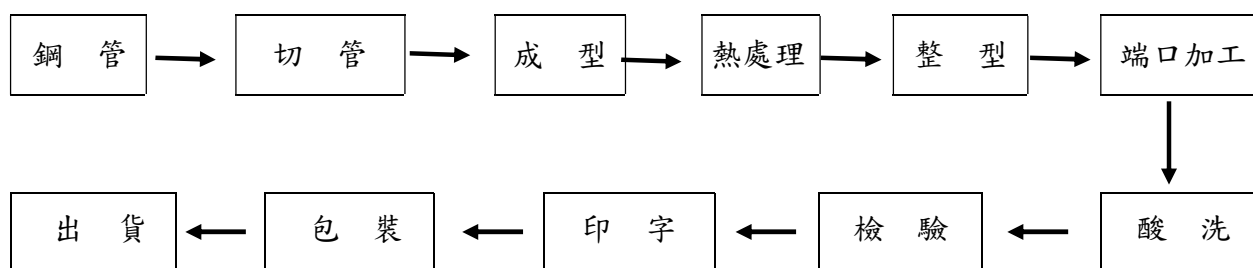 鋼 管 切 管 成 型 熱處理 整 型 端口加工
出 貨 包 裝 印 字 檢 驗 酸 洗